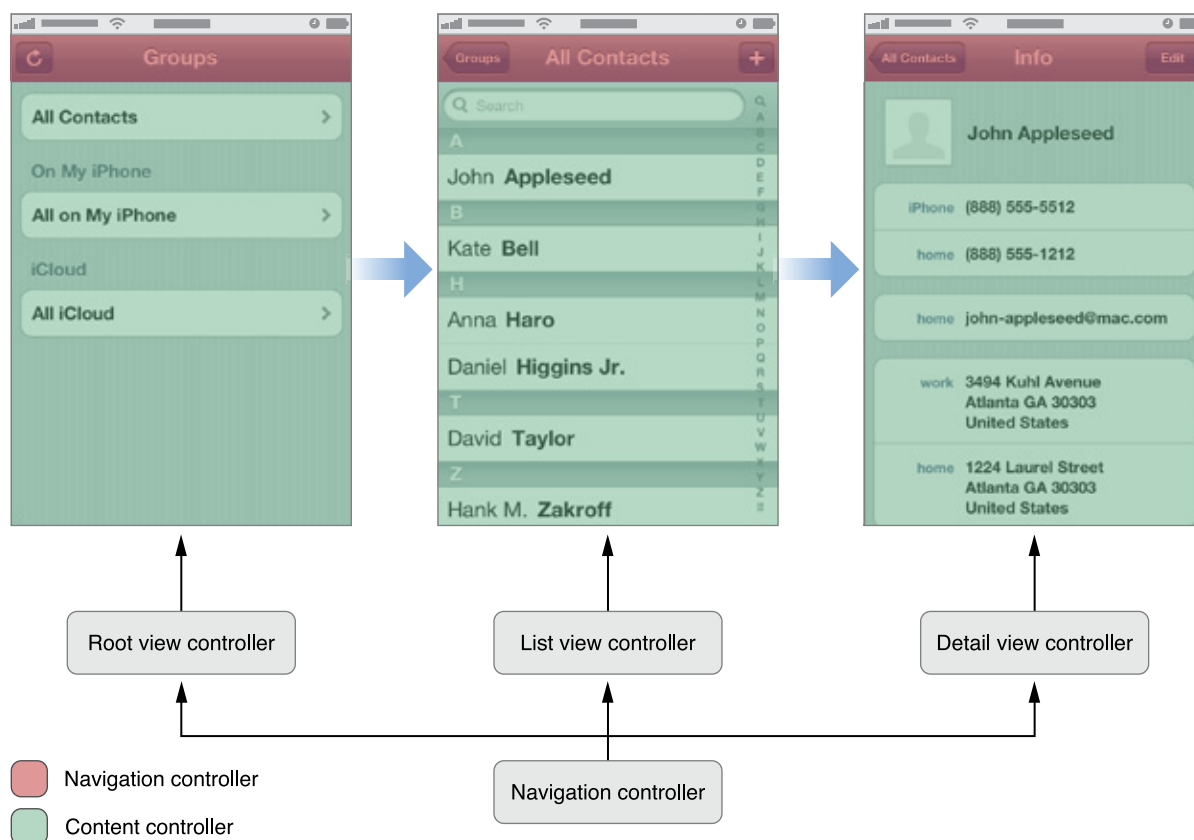 Groups
All Contacts
On My iPhone
All on My iPhone
iCloud
All iCloud
Groups
All Contacts
+
Search
A
John Appleseed
B
Kate Bell
H
Anna Haro
Daniel Higgins Jr.
T
David Taylor
Z
Hank M. Zakroff
A
B
C
D
E
F
G
H
I
J
K
L
M
N
O
P
Q
R
S
T
U
V
W
X
Y
Z
#
All Contacts
Info
Edit
John Appleseed
iPhone (888) 555-5512
home (888) 555-1212
home john-appleseed@mac.com
work 3494 Kuhl Avenue
Atlanta GA 30303
United States
home 1224 Laurel Street
Atlanta GA 30303
United States
Root view controller
List view controller
Detail view controller
Navigation controller
Navigation controller
Content controller